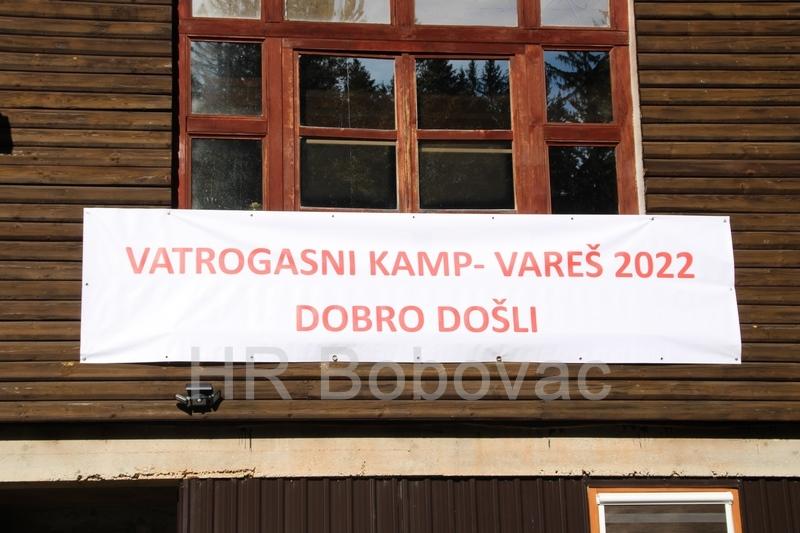 VATROGASNI KAMP- VAREŠ 2022
DOBRO DOŠLI
HR Bobovac